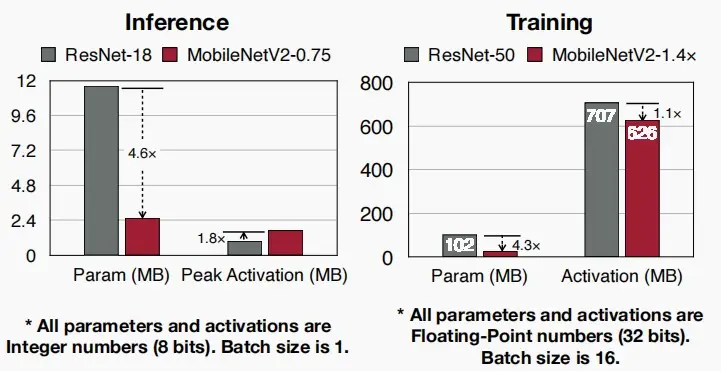 Inference
ResNet-18 MobileNetV2-0.75
12
9.6
7.2
4.8
2.4
0
4.6×
1.8×
Param (MB) Peak Activation (MB)
* All parameters and activations are
Integer numbers (8 bits). Batch size is 1.
Training
ResNet-50 MobileNetV2-1.4×
800
600
400
200
0
102
4.3×
707
626
1.1×
Param (MB) Activation (MB)
* All parameters and activations are
Floating-Point numbers (32 bits).
Batch size is 16.